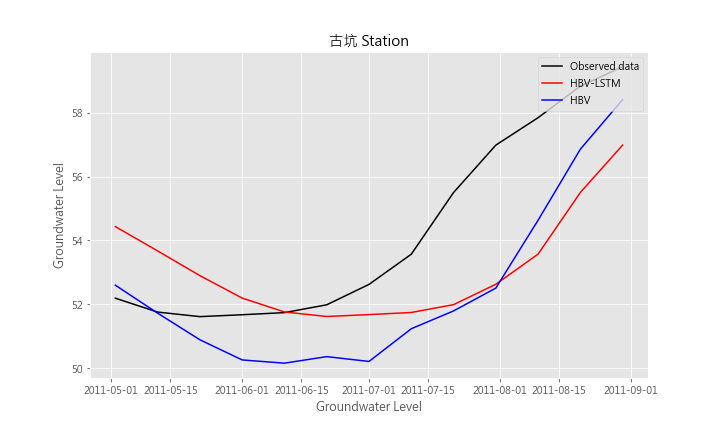 古坑 Station
Observed data
HBV-LSTM
HBV
Groundwater Level
58
56
54
52
50
2011-05-01 2011-05-15 2011-06-01 2011-06-15 2011-07-01 2011-07-15 2011-08-01 2011-08-15 2011-09-01
Groundwater Level